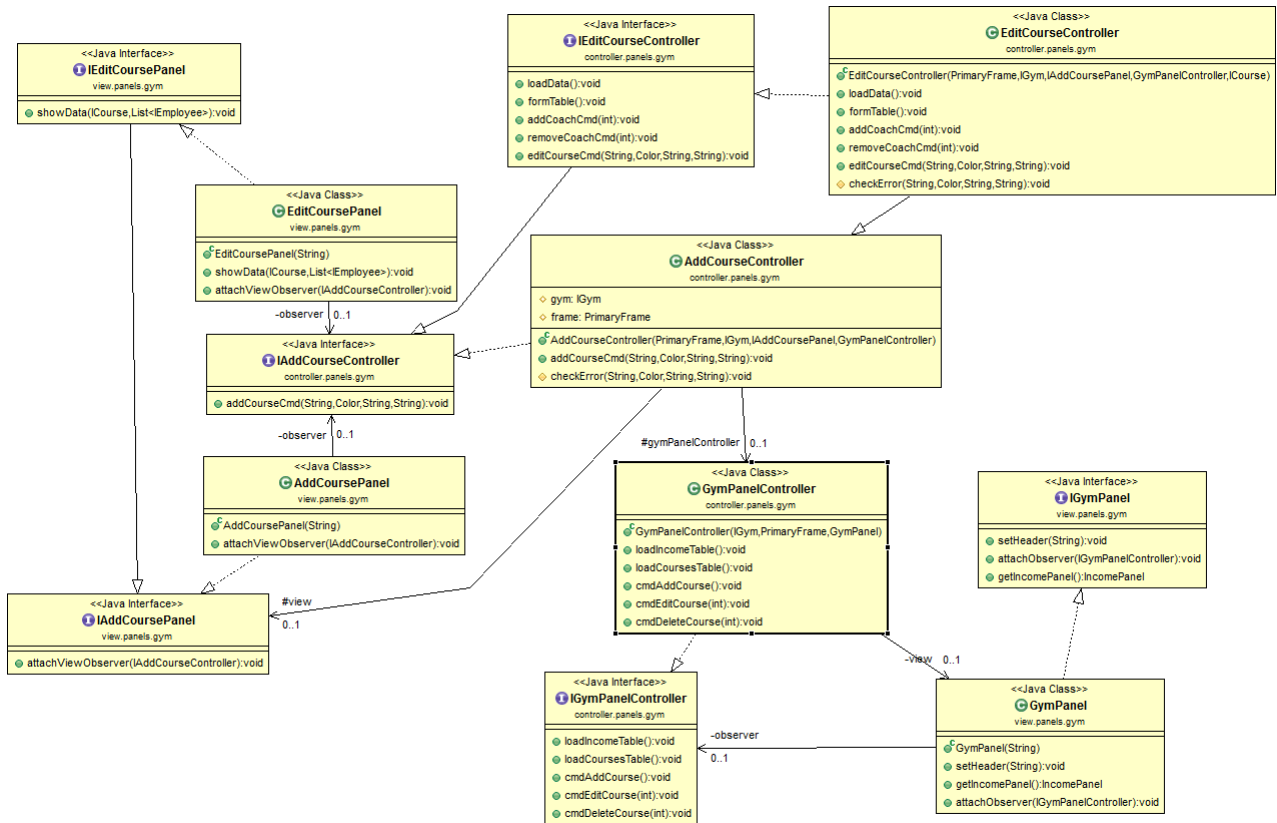 <<Java Interface>>
IEditCoursePanel
view.panels.gym
showData(ICourse,List<IEmployee>):void
<<Java Interface>>
IEditCourseController
controller.panels.gym
loadData():void
formTable():void
addCoachCmd(int):void
removeCoachCmd(int):void
editCourseCmd(String,Color,String,String):void
<<Java Class>>
EditCourseController
controller.panels.gym
EditCourseController(PrimaryFrame,IGym,IAddCoursePanel,GymPanelController,ICourse)
loadData():void
formTable():void
addCoachCmd(int):void
removeCoachCmd(int):void
editCourseCmd(String,Color,String,String):void
checkError(String,Color,String,String):void
<<Java Class>>
EditCoursePanel
view.panels.gym
EditCoursePanel(String)
showData(ICourse,List<IEmployee>):void
attachViewObserver(IAddCourseController):void
-observer 0..1
<<Java Class>>
AddCourseController
controller.panels.gym
gym: IGym
frame: PrimaryFrame
AddCourseController(PrimaryFrame,IGym,IAddCoursePanel,GymPanelController)
addCourseCmd(String,Color,String,String):void
checkError(String,Color,String,String):void
<<Java Interface>>
IAddCourseController
controller.panels.gym
addCourseCmd(String,Color,String,String):void
-observer 0..1
#gymPanelController 0..1
<<Java Class>>
AddCoursePanel
view.panels.gym
AddCoursePanel(String)
attachViewObserver(IAddCourseController):void
<<Java Class>>
GymPanelController
controller.panels.gym
GymPanelController(IGym,PrimaryFrame,GymPanel)
loadIncomeTable():void
loadCoursesTable():void
cmdAddCourse():void
cmdEditCourse(int):void
cmdDeleteCourse(int):void
<<Java Interface>>
IGymPanel
view.panels.gym
setHeader(String):void
attachObserver(IGymPanelController):void
getIncomePanel():IncomePanel
<<Java Interface>>
IAddCoursePanel
view.panels.gym
attachViewObserver(IAddCourseController):void
#view
0..1
-view 0..1
<<Java Interface>>
IGymPanelController
controller.panels.gym
loadIncomeTable():void
loadCoursesTable():void
cmdAddCourse():void
cmdEditCourse(int):void
cmdDeleteCourse(int):void
-observer
0..1
<<Java Class>>
GymPanel
view.panels.gym
GymPanel(String)
setHeader(String):void
getIncomePanel():IncomePanel
attachObserver(IGymPanelController):void